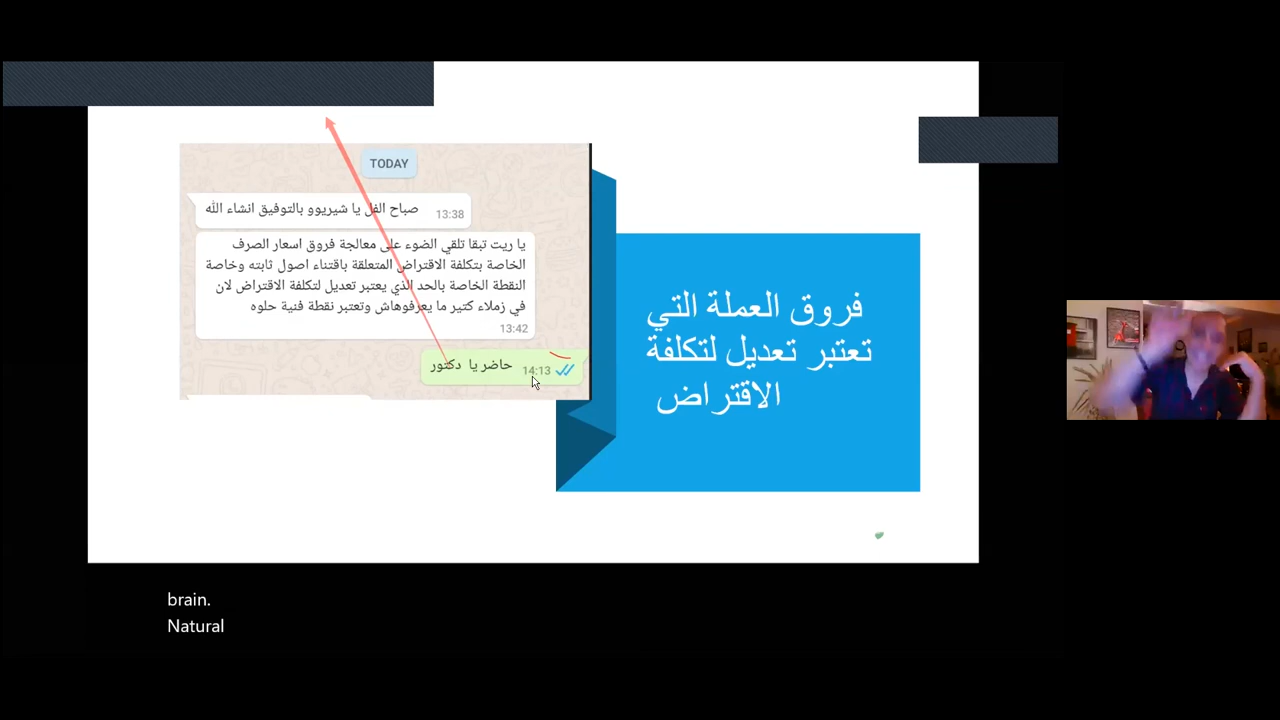 TODAY
صباح الفل يا شيريوو بالتوفيق انشاء الله
13:38
يا ريت تبقا تلقي الضوء على معالجة فروق اسعار الصرف
الخاصة بتكلفة الاقتراض المتعلقة باقتناء اصول ثابته وخاصة
النقطة الخاصة بالحد الذي يعتبر تعديل لتكلفة الاقتراض لان
في زملاء كتير ما يعرفوهاش وتعتبر نقطة فنية حلوه
13:42
حاضر يا دكتور
14:13
فروق العملة التي
تعتبر تعديل لتكلفة
الاقتراض
brain.
Natural